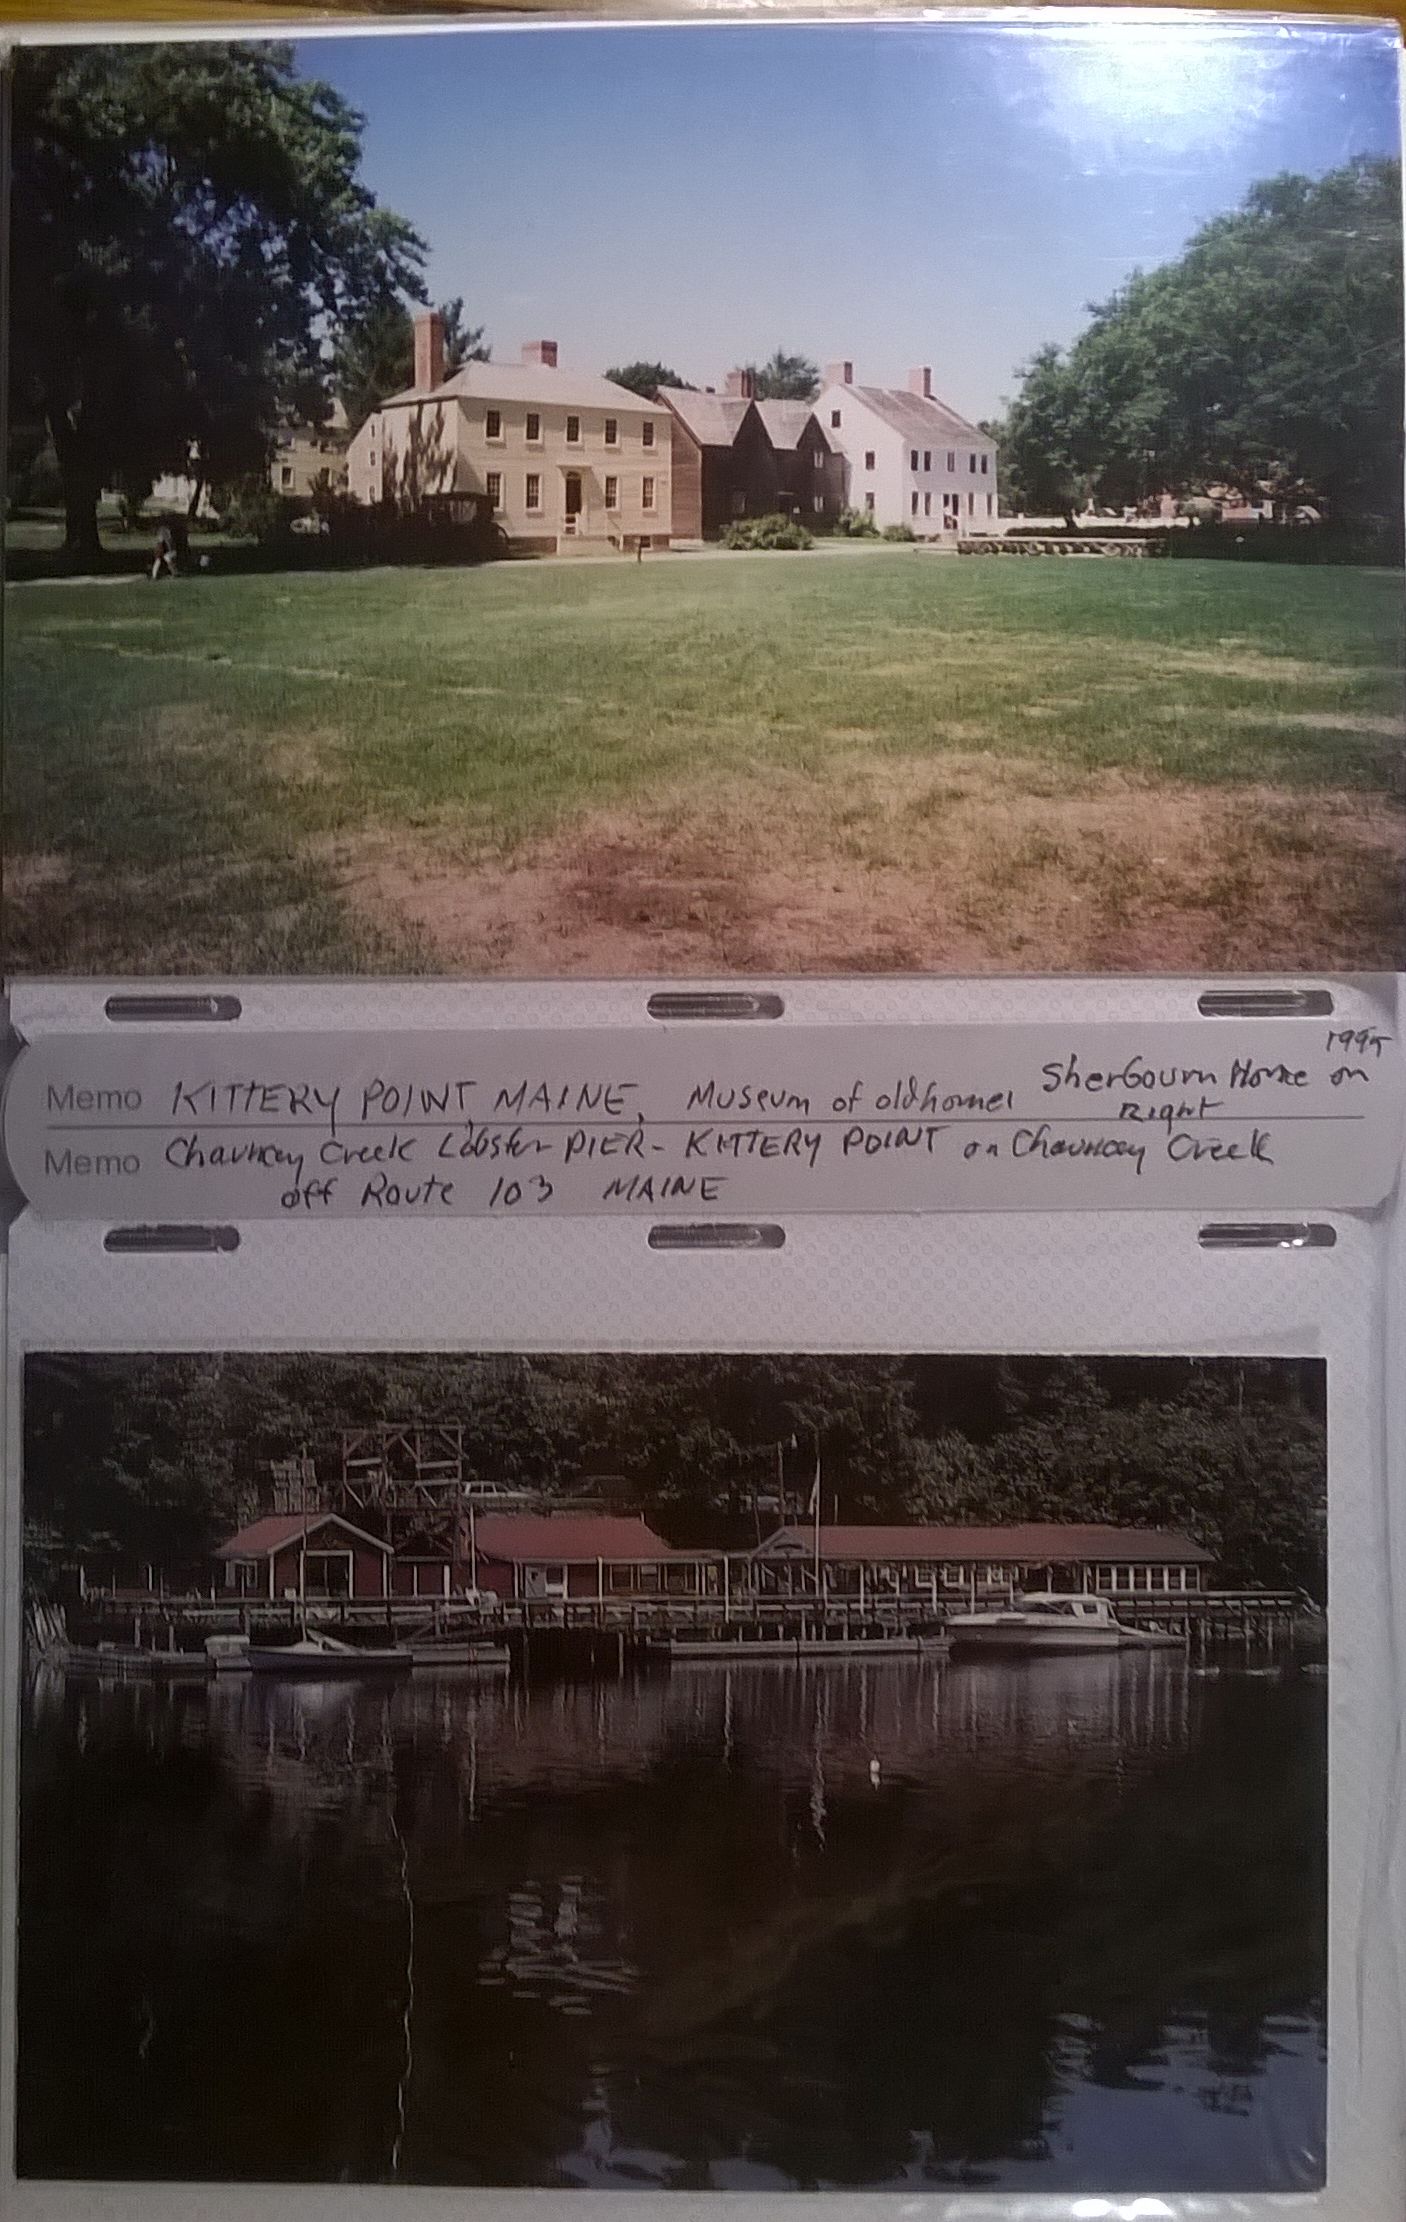 1995
Memo KITTERY POINT, MAINE, Museum of old homes Sherbourn Home on
Right
Memo Chauncey Creek Lobster PIER - KITTERY POINT on Chauncey Creek
off Route 103 MAINE